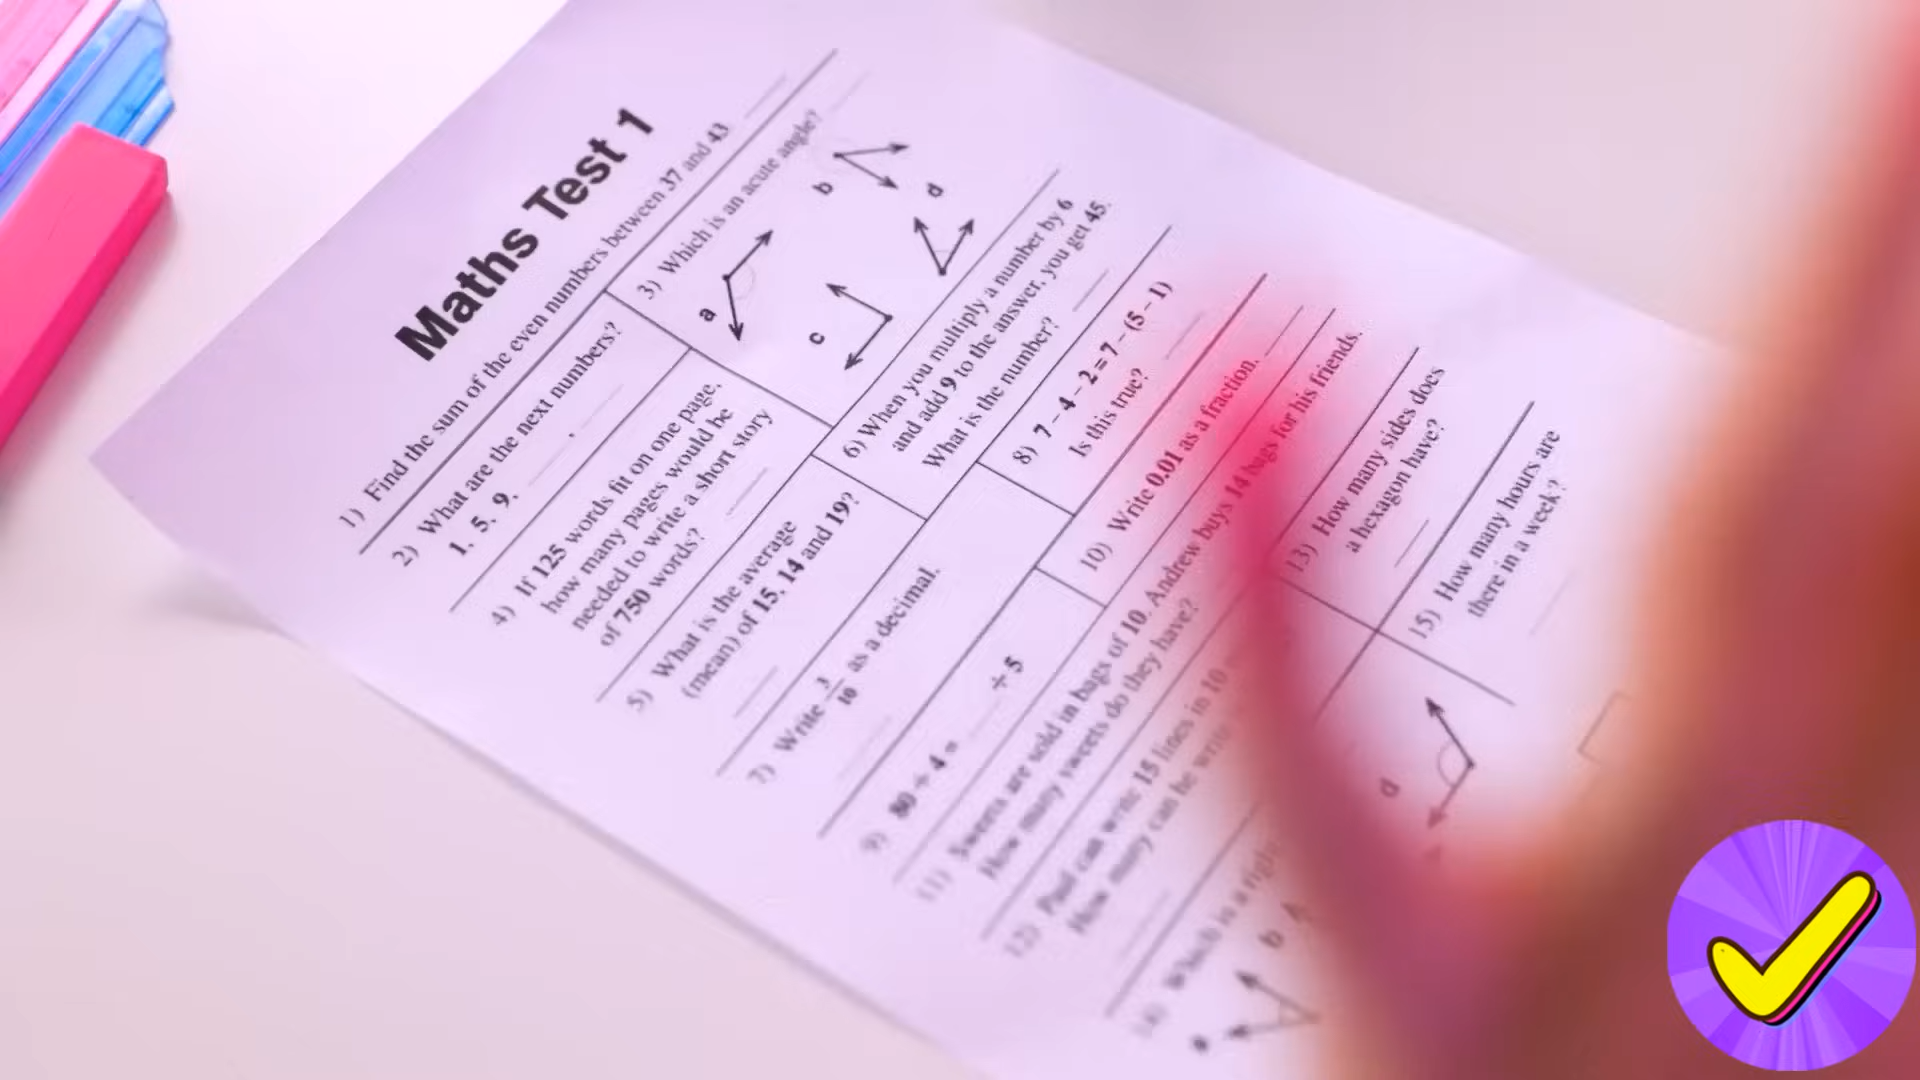 Maths Test 1
1) Find the sum of the even numbers between 37 and 43
2) What are the next numbers?
1, 5, 9,
3) Which is an acute angle?
a
b
c
d
4) If 125 words fit on one page,
how many pages would be
needed to write a short story
of 750 words?
5) What is the average
(mean) of 15, 14 and 19?
6) When you multiply a number by 6
and add 9 to the answer, you get 45.
What is the number?
7) Write 3/10 as a decimal.
8) 7 – 4 – 2 = 7 – (5 – 1)
Is this true?
9) 80 ÷ 4 = ÷ 5
10) Write 0.01 as a fraction.
11) Sweets are sold in bags of 10. Andrew buys 14 bags for his friends.
How many sweets do they have?
12) Paul can write 15 lines in 10
How many can be
13) How many sides does
a hexagon have?
14) Which is a
a
b
d
15) How many hours are
there in a week?